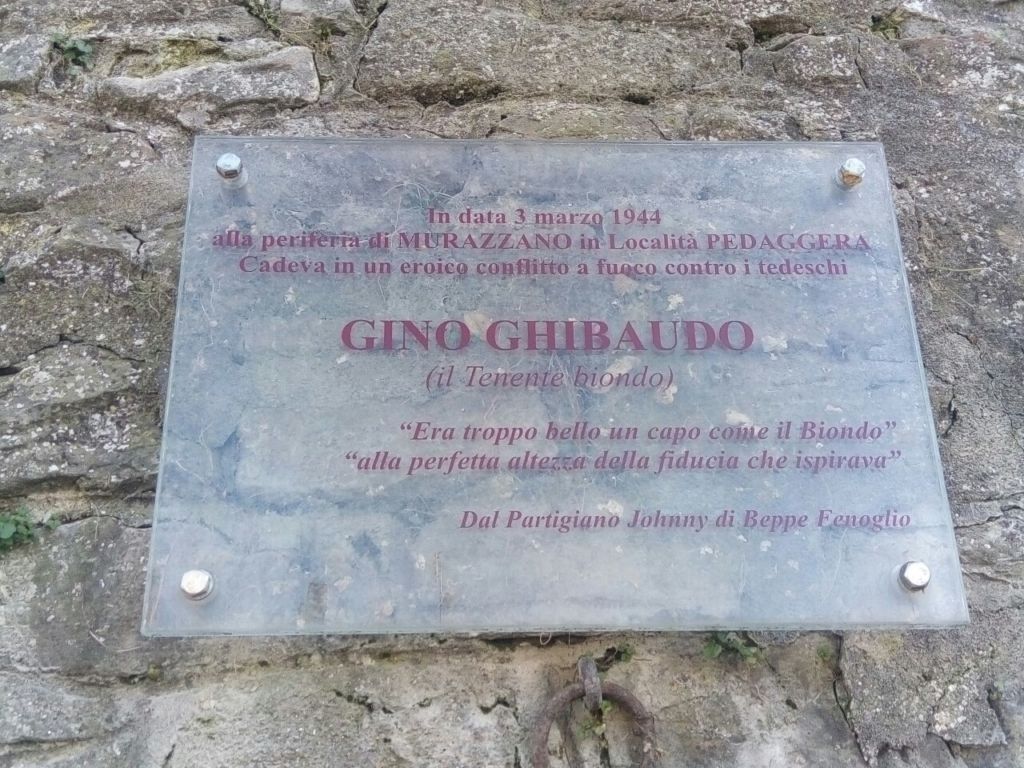 In data 3 marzo 1944
alla periferia di MURAZZANO in Località PEDAGGERA
Cadeva in un eroico conflitto a fuoco contro i tedeschi
GINO GHIBAUDO
(il Tenente biondo)
“Era troppo bello un capo come il Biondo”
“alla perfetta altezza della fiducia che ispirava”
Dal Partigiano Johnny di Beppe Fenoglio